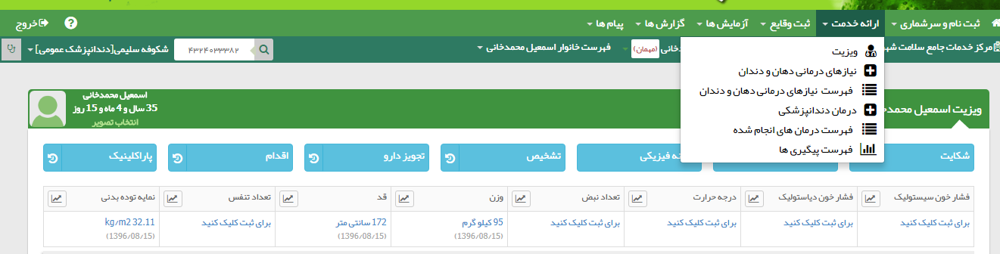 ثبت نام و سرشماری
ارائه خدمت
ثبت وقایع
آزمایش ها
گزارش ها
پیام ها
خروج
مرکز خدمات جامع سلامت
(مهمان)
فهرست خانوار اسمعیل محمدخانی
۴۳۲۴۰۳۳۳۸۲
شکوفه سلیمی[دندانپزشک عمومی]
ویزیت
نیازهای درمانی دهان و دندان
فهرست نیازهای درمانی دهان و دندان
درمان دندانپزشکی
فهرست درمان های انجام شده
فهرست پیگیری ها
ویزیت اسمعیل
اسمعیل محمدخانی
35 سال و 4 ماه و 15 روز
انتخاب تصویر
شکایت
فیزیکی
تشخیص
تجویز دارو
اقدام
پاراکلینیک
فشار خون سیستولیک
فشار خون دیاستولیک
درجه حرارت
تعداد نبض
وزن
قد
تعداد تنفس
نمایه توده بدنی
برای ثبت کلیک کنید
برای ثبت کلیک کنید
برای ثبت کلیک کنید
برای ثبت کلیک کنید
95 کیلو گرم
(1396/08/15)
172 سانتی متر
(1396/08/15)
برای ثبت کلیک کنید
32.11 kg/m2
(1396/08/15)